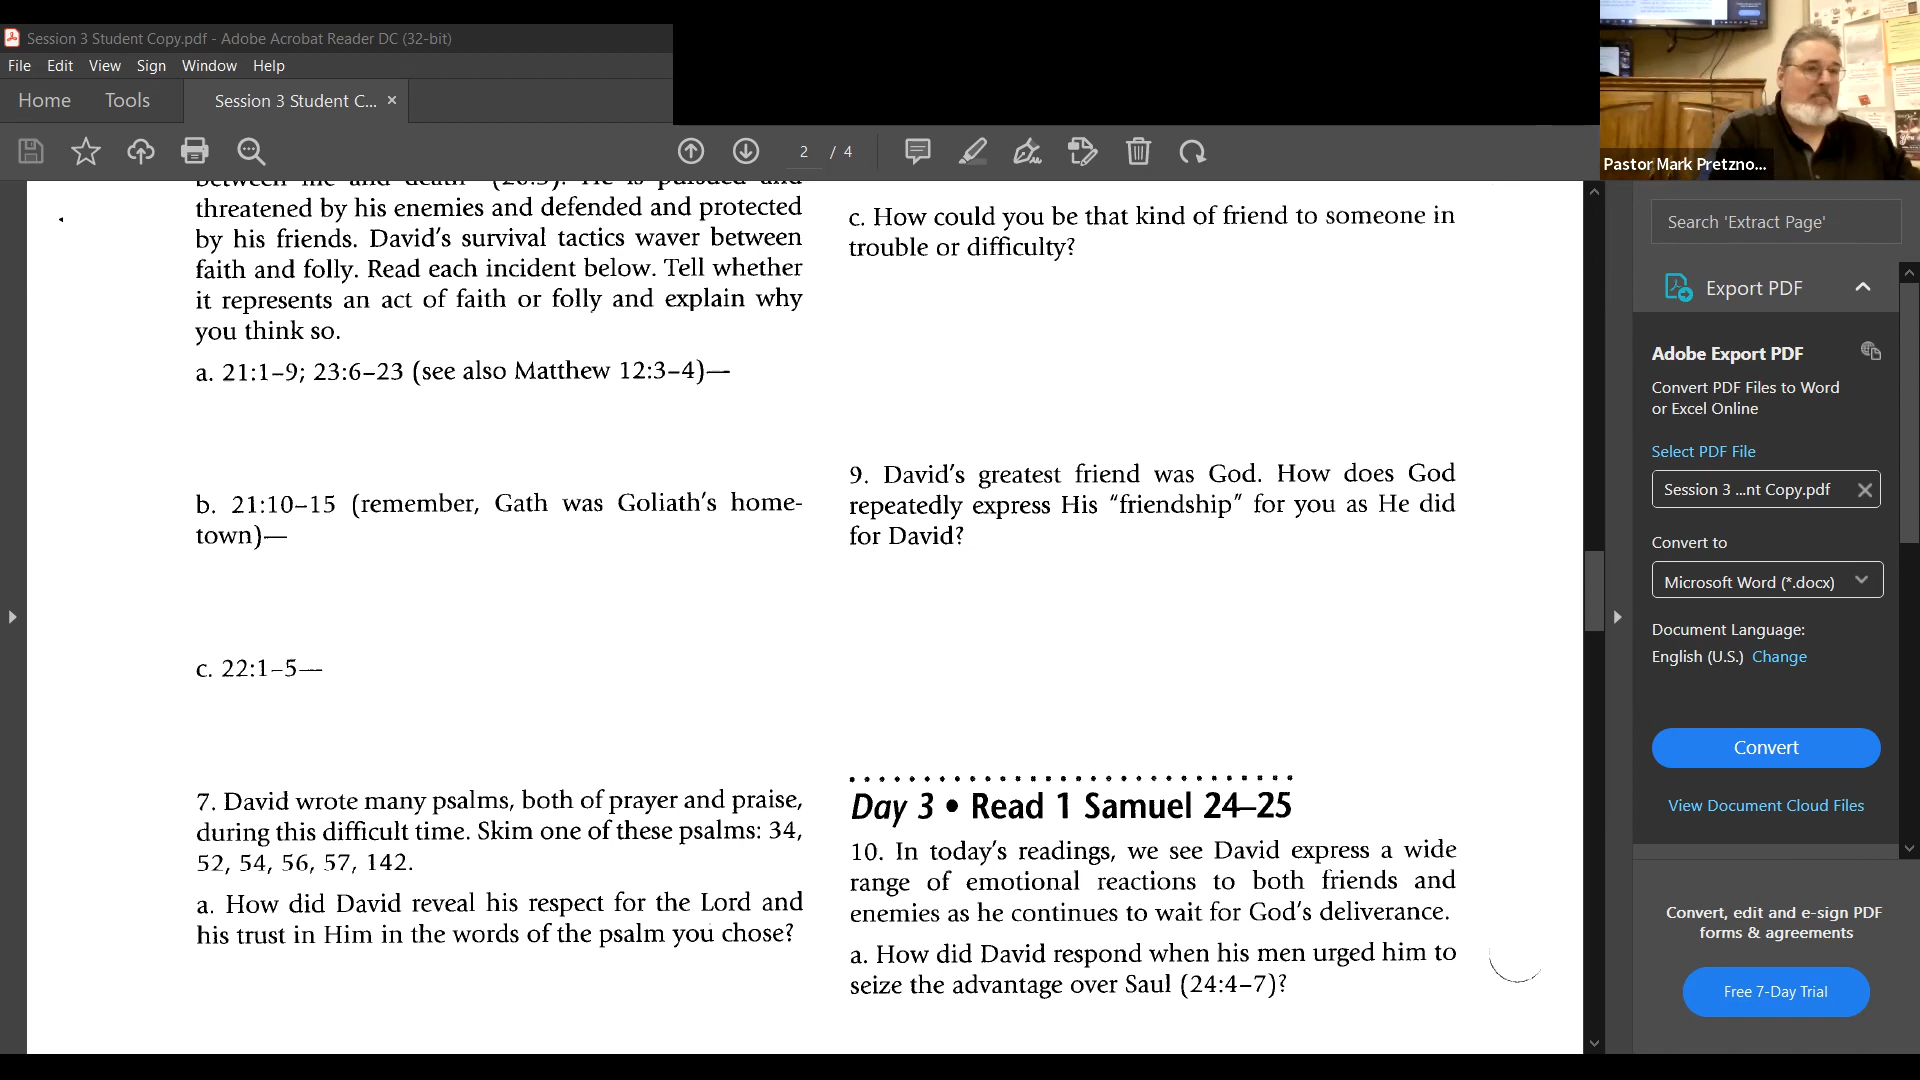 Session 3 Student Copy.pdf - Adobe Acrobat Reader DC (32-bit)
File Edit View Sign Window Help
Home Tools Session 3 Student C... ×
2 / 4
Pastor Mark Pretzno...
threatened by his enemies and defended and protected
by his friends. David's survival tactics waver between
faith and folly. Read each incident below. Tell whether
it represents an act of faith or folly and explain why
you think so.
a. 21:1–9; 23:6–23 (see also Matthew 12:3–4)—
b. 21:10–15 (remember, Gath was Goliath's home-
town)—
c. 22:1–5—
7. David wrote many psalms, both of prayer and praise,
during this difficult time. Skim one of these psalms: 34,
52, 54, 56, 57, 142.
a. How did David reveal his respect for the Lord and
his trust in Him in the words of the psalm you chose?
c. How could you be that kind of friend to someone in
trouble or difficulty?
9. David's greatest friend was God. How does God
repeatedly express His “friendship” for you as He did
for David?
Day 3 • Read 1 Samuel 24–25
10. In today's readings, we see David express a wide
range of emotional reactions to both friends and
enemies as he continues to wait for God's deliverance.
a. How did David respond when his men urged him to
seize the advantage over Saul (24:4–7)?
Search 'Extract Page'
Export PDF
Adobe Export PDF
Convert PDF Files to Word
or Excel Online
Select PDF File
Session 3 ...nt Copy.pdf
Convert to
Microsoft Word (*.docx)
Document Language:
English (U.S.) Change
Convert
View Document Cloud Files
Convert, edit and e-sign PDF
forms & agreements
Free 7-Day Trial